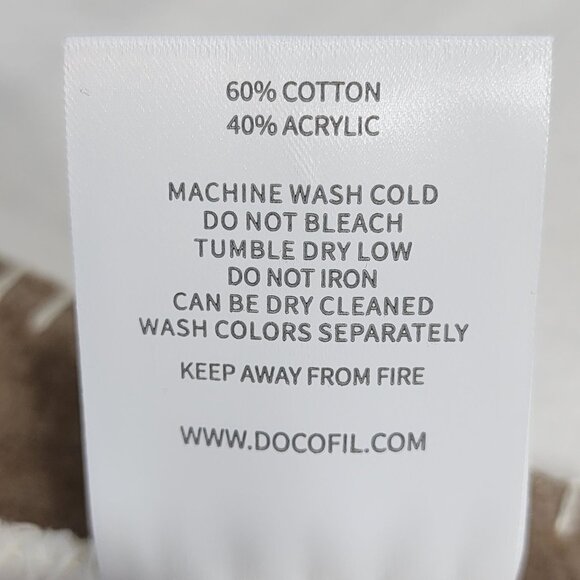 60% COTTON
40% ACRYLIC
MACHINE WASH COLD
DO NOT BLEACH
TUMBLE DRY LOW
DO NOT IRON
CAN BE DRY CLEANED
WASH COLORS SEPARATELY
KEEP AWAY FROM FIRE
WWW.DOCOFIL.COM